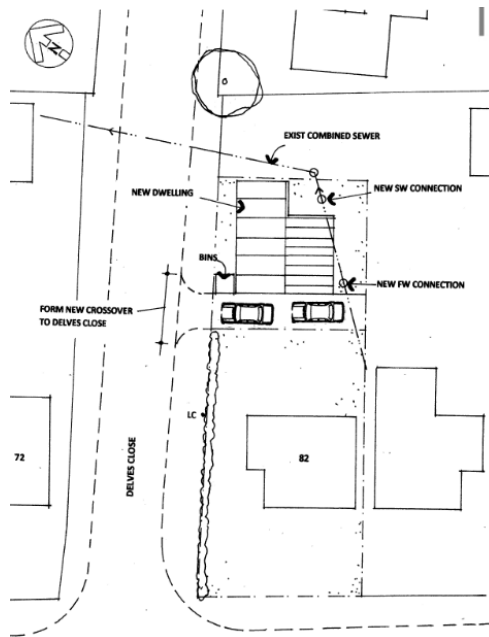 N
EXIST COMBINED SEWER
NEW DWELLING
NEW SW CONNECTION
BINS
NEW FW CONNECTION
FORM NEW CROSSOVER
TO DELVES CLOSE
LC
72
DELVES CLOSE
82